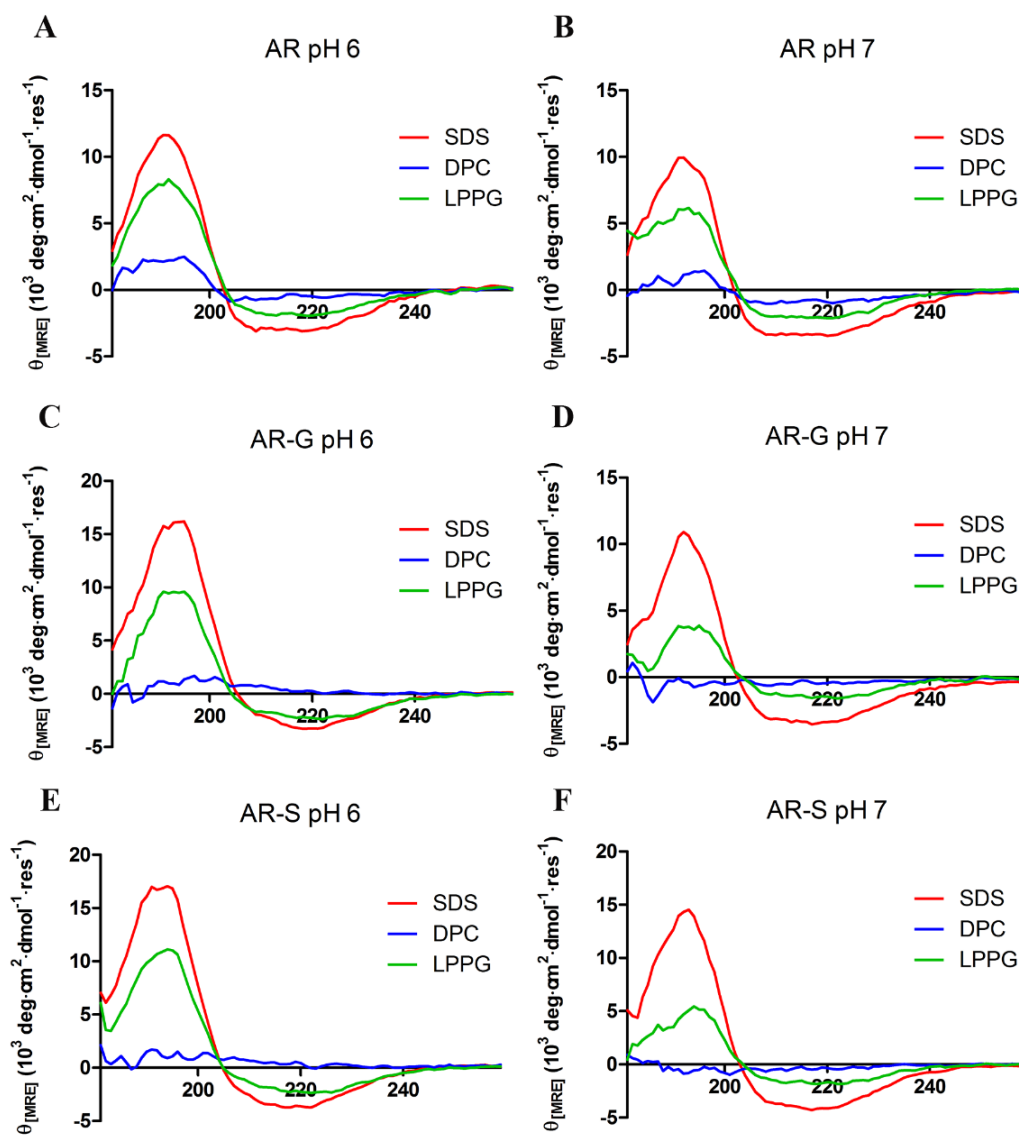 A
AR pH 6
θ[MRE] (10³ deg·cm²·dmol⁻¹·res⁻¹)
15
10
5
0
-5
200
220
240
SDS
DPC
LPPG
B
AR pH 7
θ[MRE] (10³ deg·cm²·dmol⁻¹·res⁻¹)
15
10
5
0
-5
200
220
240
SDS
DPC
LPPG
C
AR-G pH 6
θ[MRE] (10³ deg·cm²·dmol⁻¹·res⁻¹)
20
15
10
5
0
-5
200
220
240
SDS
DPC
LPPG
D
AR-G pH 7
θ[MRE] (10³ deg·cm²·dmol⁻¹·res⁻¹)
15
10
5
0
-5
200
220
240
SDS
DPC
LPPG
E
AR-S pH 6
θ[MRE] (10³ deg·cm²·dmol⁻¹·res⁻¹)
20
15
10
5
0
-5
200
220
240
SDS
DPC
LPPG
F
AR-S pH 7
θ[MRE] (10³ deg·cm²·dmol⁻¹·res⁻¹)
20
15
10
5
0
-5
200
220
240
SDS
DPC
LPPG